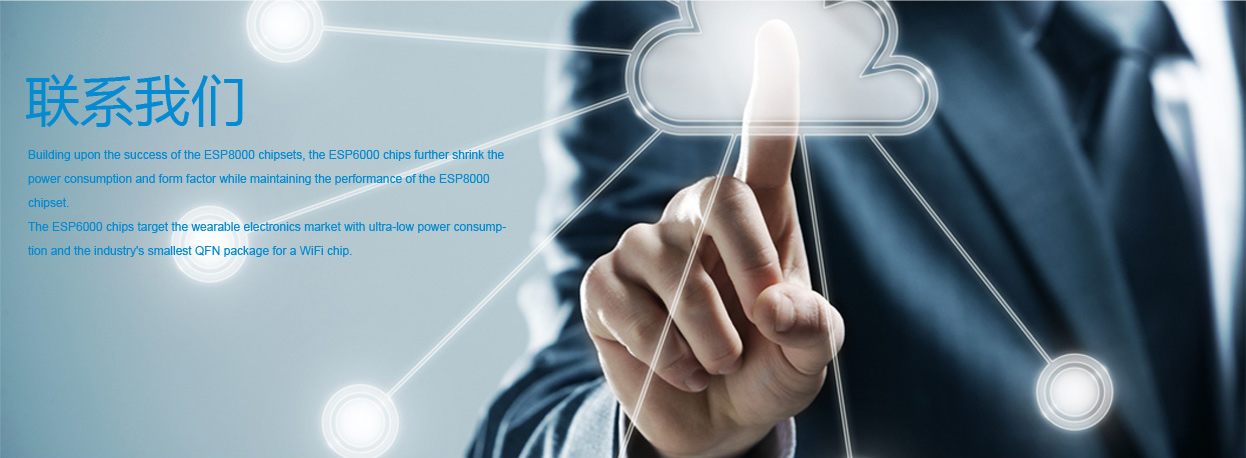 联系我们
Building upon the success of the ESP8000 chipsets, the ESP6000 chips further shrink the
power consumption and form factor while maintaining the performance of the ESP8000
chipset.
The ESP6000 chips target the wearable electronics market with ultra-low power consump-
tion and the industry's smallest QFN package for a WiFi chip.